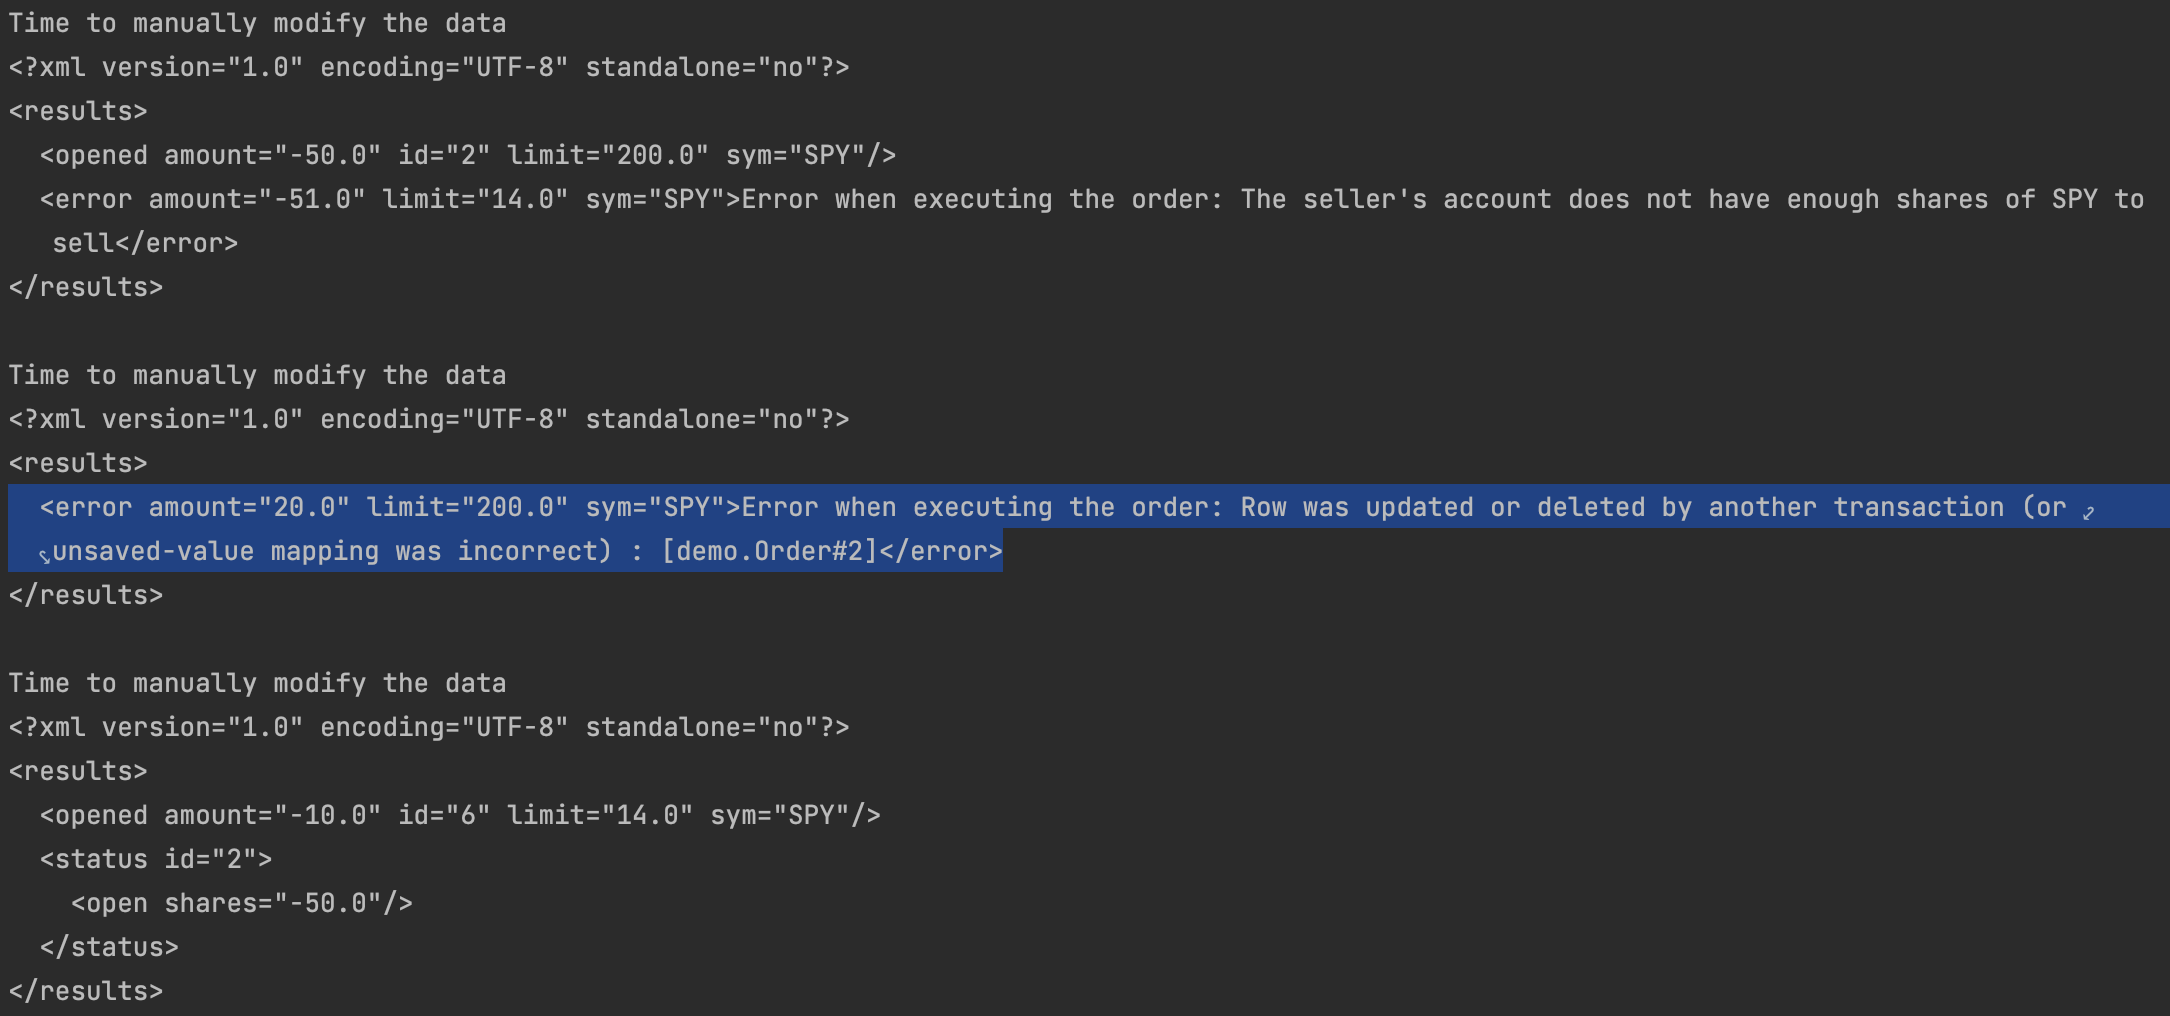 Time to manually modify the data
<?xml version="1.0" encoding="UTF-8" standalone="no"?>
<results>
  <opened amount="-50.0" id="2" limit="200.0" sym="SPY"/>
  <error amount="-51.0" limit="14.0" sym="SPY">Error when executing the order: The seller's account does not have enough shares of SPY to
   sell</error>
</results>

Time to manually modify the data
<?xml version="1.0" encoding="UTF-8" standalone="no"?>
<results>
  <error amount="20.0" limit="200.0" sym="SPY">Error when executing the order: Row was updated or deleted by another transaction (or
  unsaved-value mapping was incorrect) : [demo.Order#2]</error>
</results>

Time to manually modify the data
<?xml version="1.0" encoding="UTF-8" standalone="no"?>
<results>
  <opened amount="-10.0" id="6" limit="14.0" sym="SPY"/>
  <status id="2">
    <open shares="-50.0"/>
  </status>
</results>